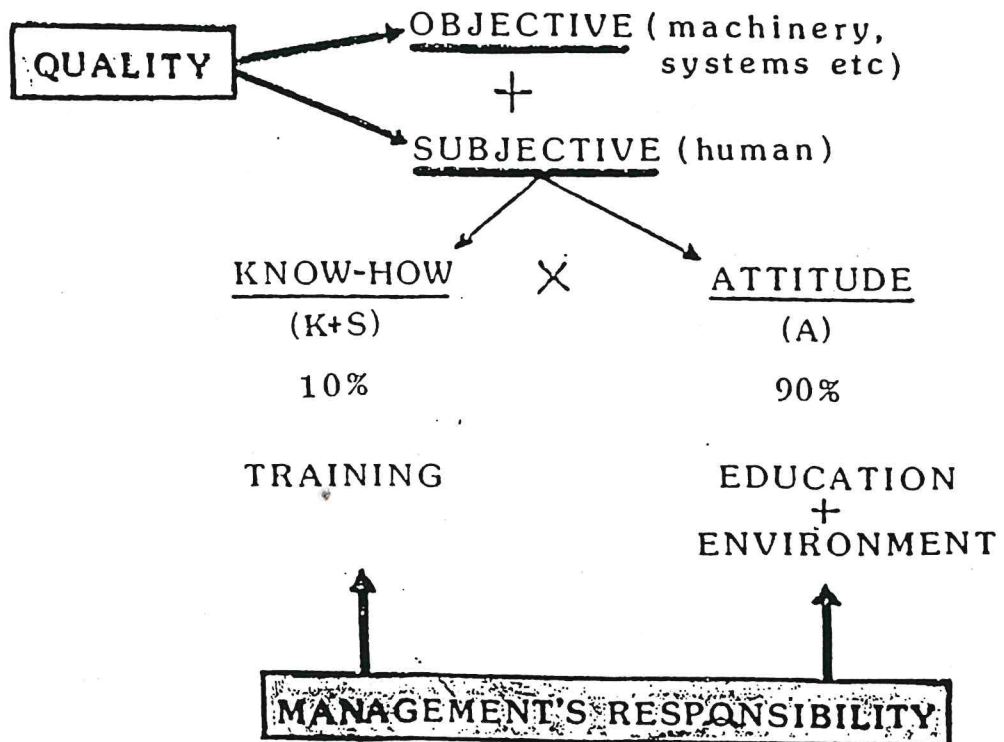 QUALITY
OBJECTIVE (machinery,
systems etc)
+
SUBJECTIVE (human)
KNOW-HOW X ATTITUDE
(K+S) (A)
10% 90%
TRAINING EDUCATION
+
ENVIRONMENT
MANAGEMENT'S RESPONSIBILITY